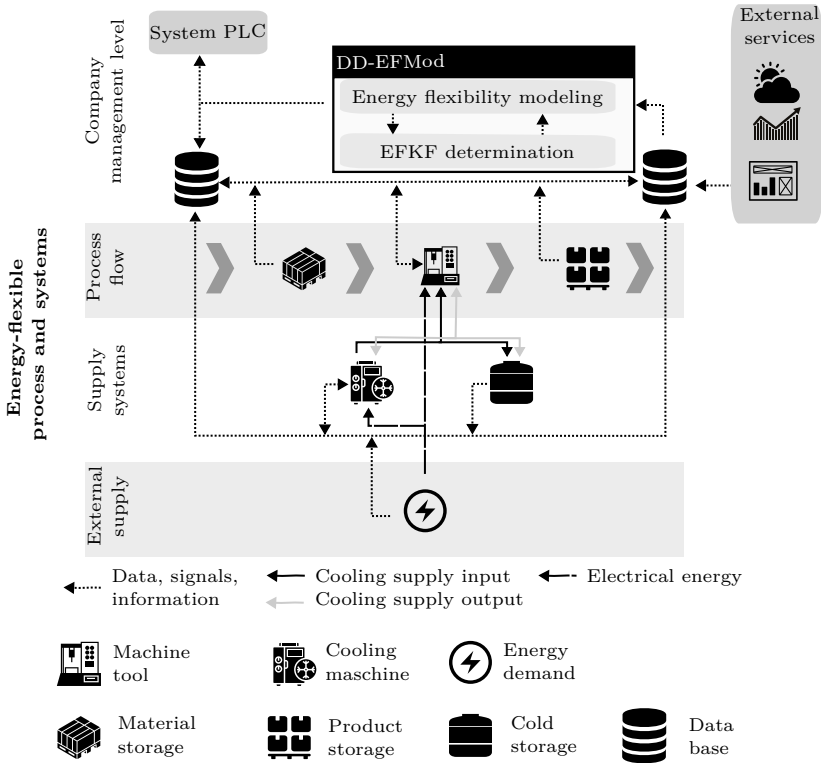 System PLC
External
services
DD-EFMod
Energy flexibility modeling
EFKF determination
Company
management level
Energy-flexible
process and systems
Process
flow
Supply
systems
External
supply
Data, signals,
information
Cooling supply input
Cooling supply output
Electrical energy
Machine
tool
Cooling
maschine
Energy
demand
Material
storage
Product
storage
Cold
storage
Data
base